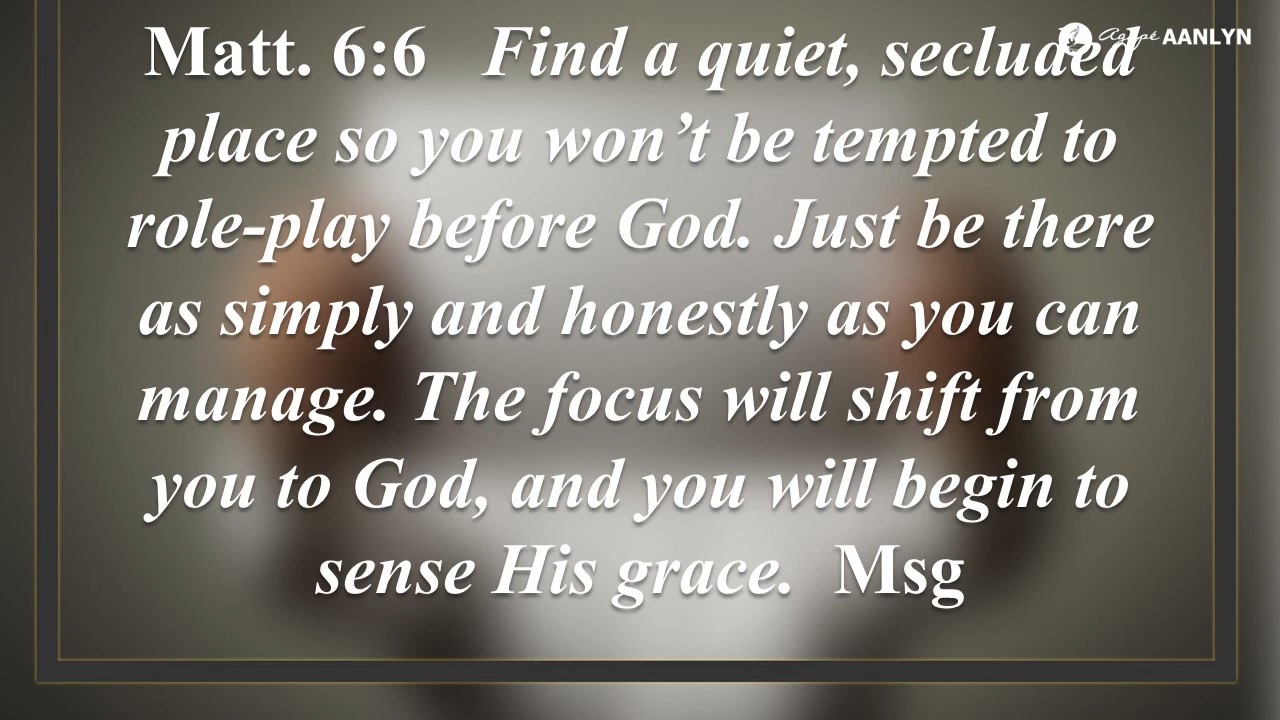 Matt. 6:6 Find a quiet, secluded
Agapé AANLYN
place so you won’t be tempted to
role-play before God. Just be there
as simply and honestly as you can
manage. The focus will shift from
you to God, and you will begin to
sense His grace. Msg